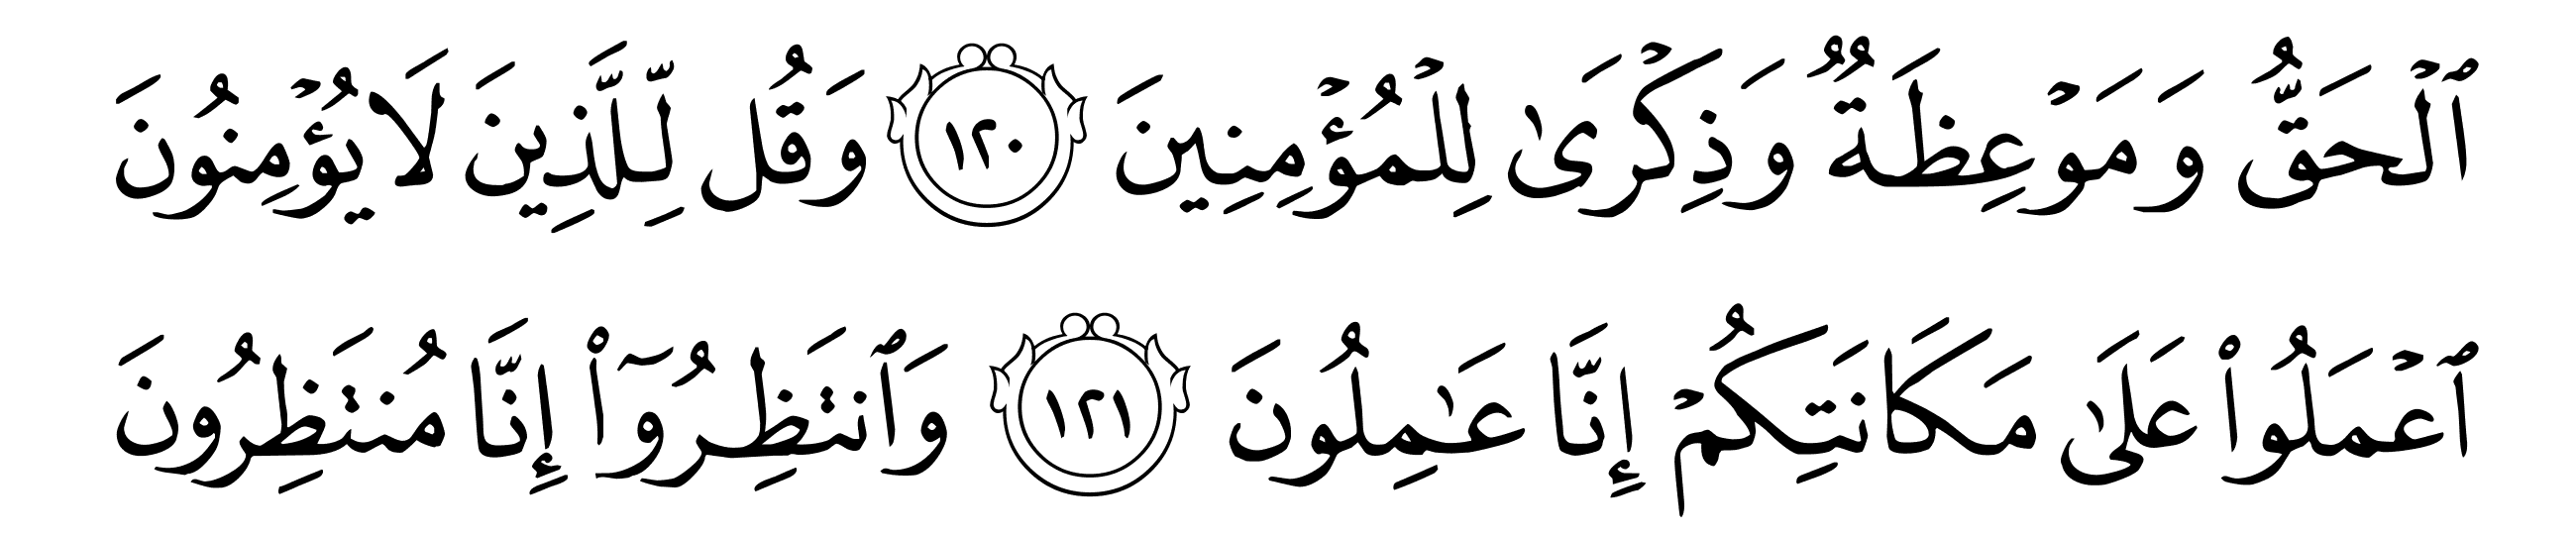 ٱلْحَقُّ وَمَوْعِظَةٌ وَذِكْرَىٰ لِلْمُؤْمِنِينَ ١٢٠ وَقُل لِّلَّذِينَ لَا يُؤْمِنُونَ
ٱعْمَلُوا۟ عَلَىٰ مَكَانَتِكُمْ إِنَّا عَٰمِلُونَ ١٢١ وَٱنتَظِرُوٓا۟ إِنَّا مُنتَظِرُونَ